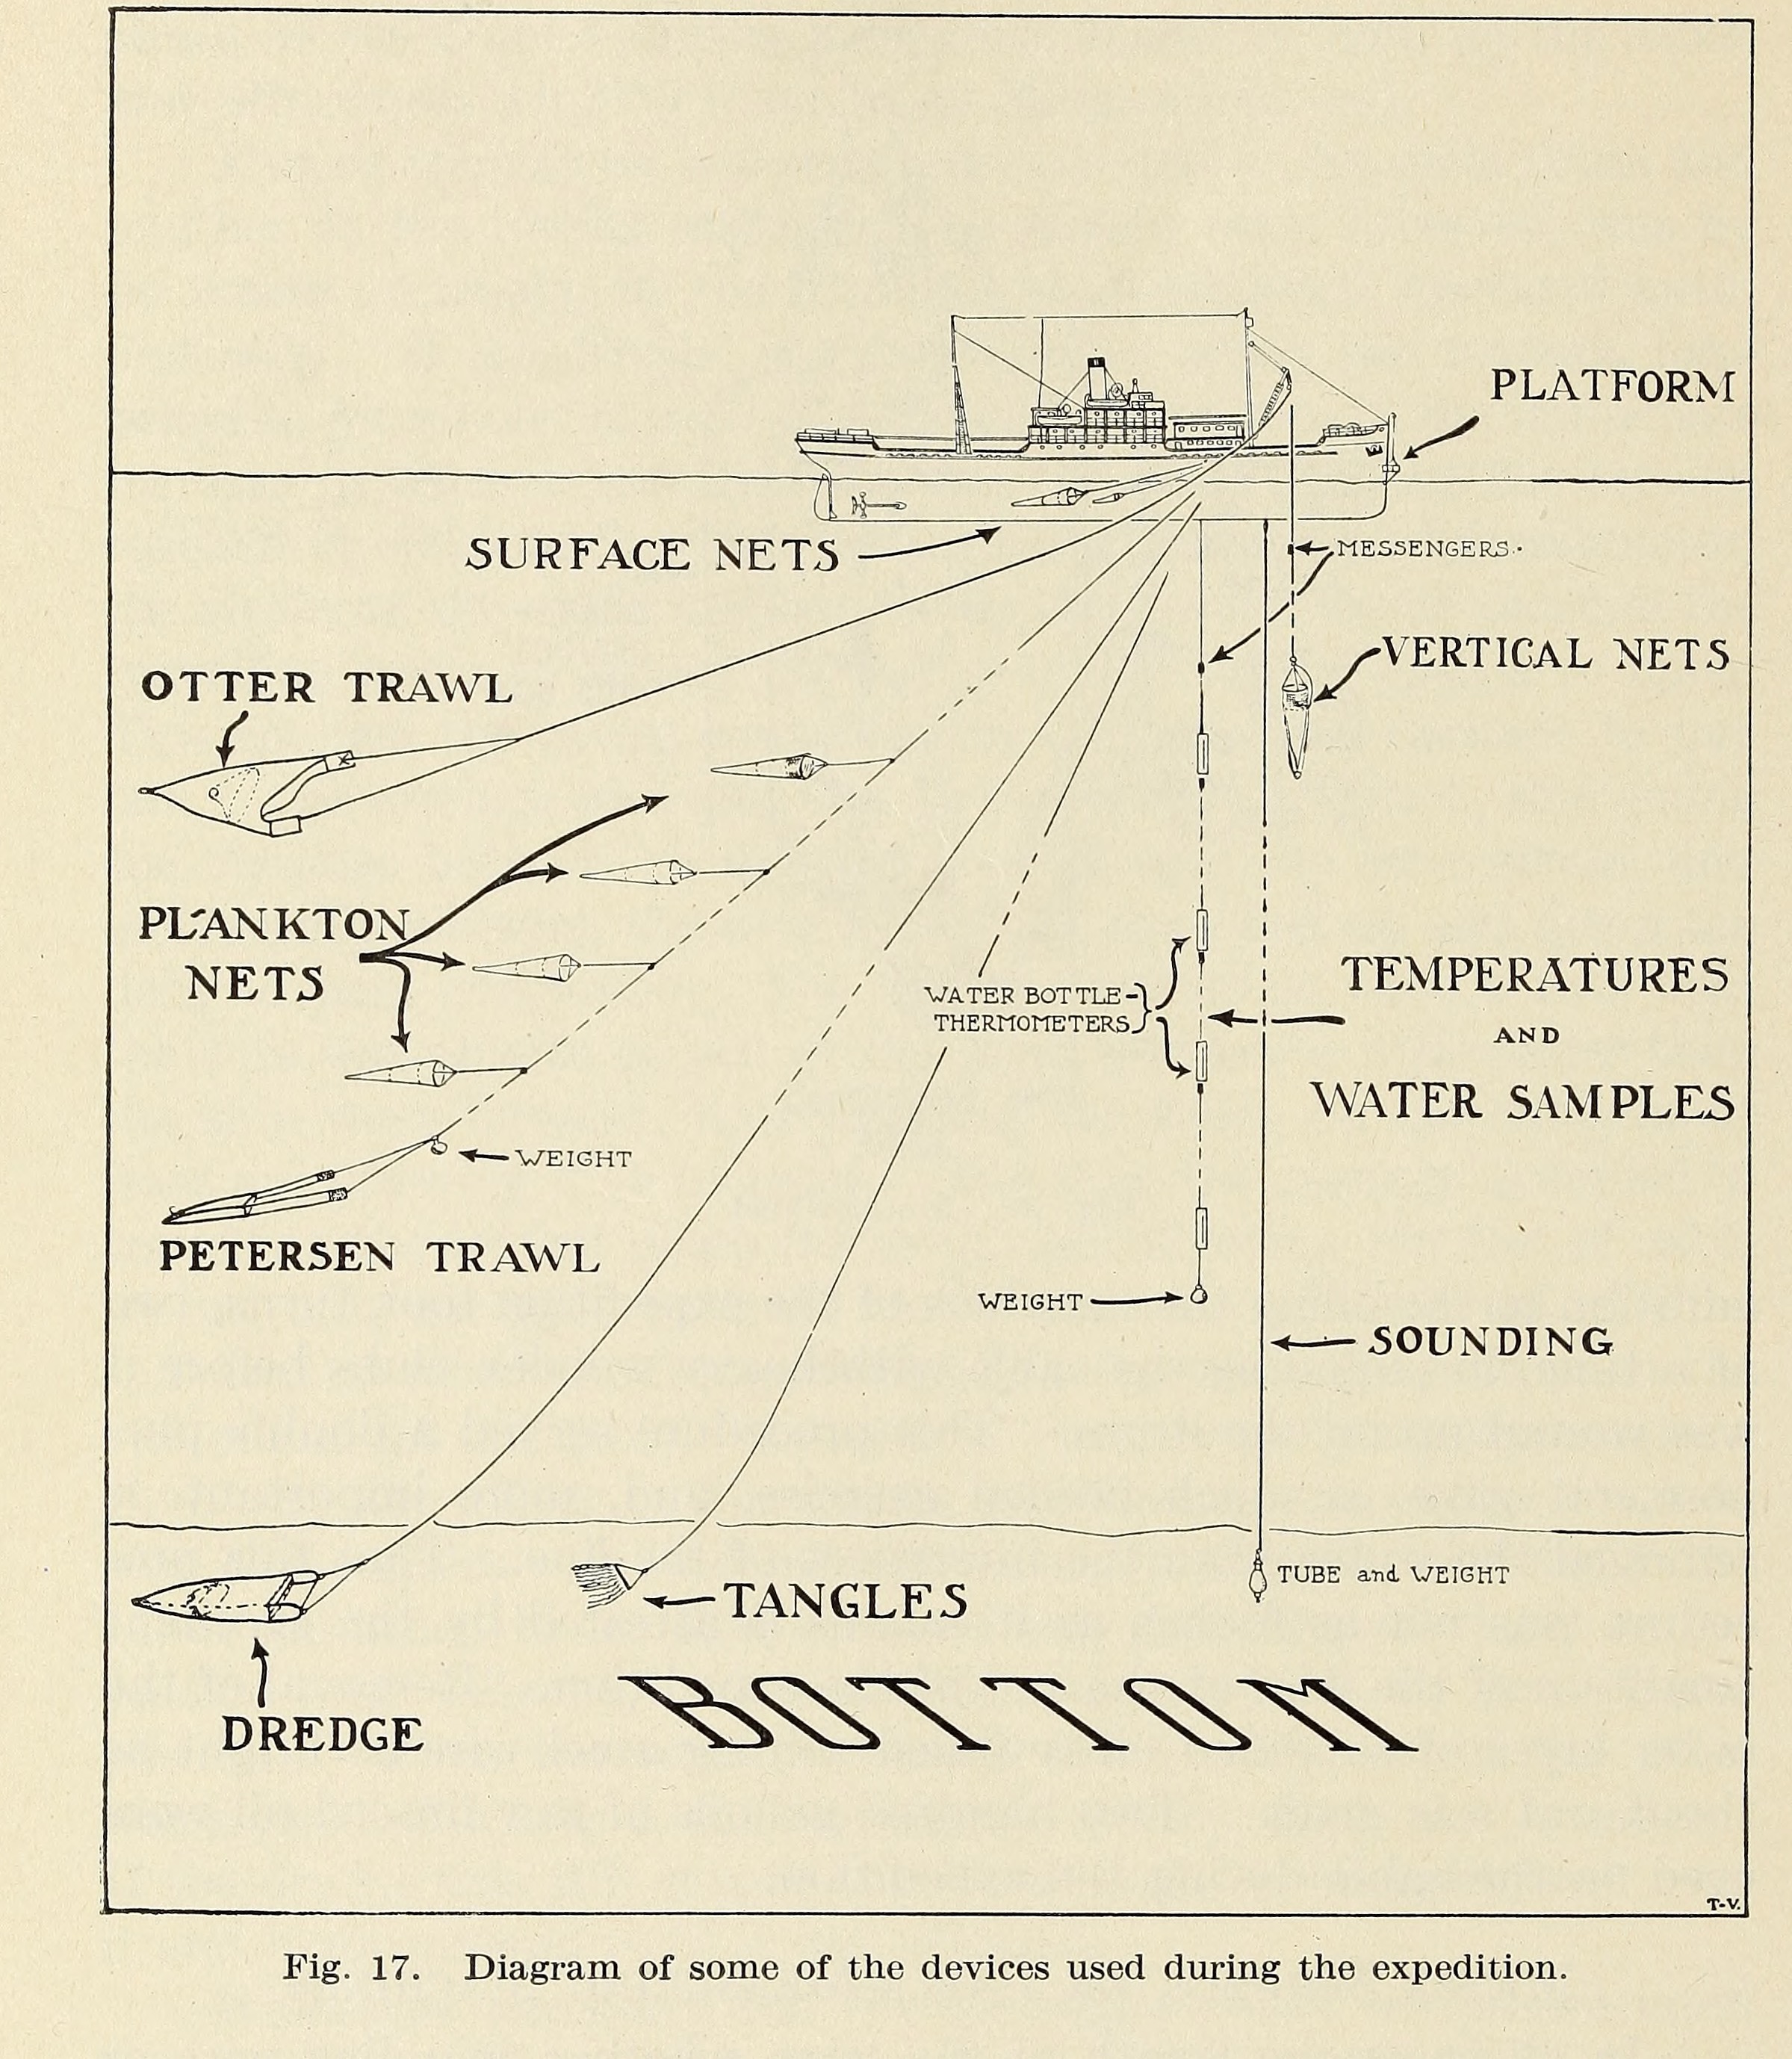 PLATFORM
SURFACE NETS
MESSENGERS.
VERTICAL NETS
OTTER TRAWL
PLANKTON
NETS
WATER BOTTLE-
THERMOMETERS
TEMPERATURES
AND
WATER SAMPLES
WEIGHT
PETERSEN TRAWL
WEIGHT
SOUNDING
TUBE and WEIGHT
TANGLES
DREDGE
BOTTOM
T-V.
Fig. 17. Diagram of some of the devices used during the expedition.